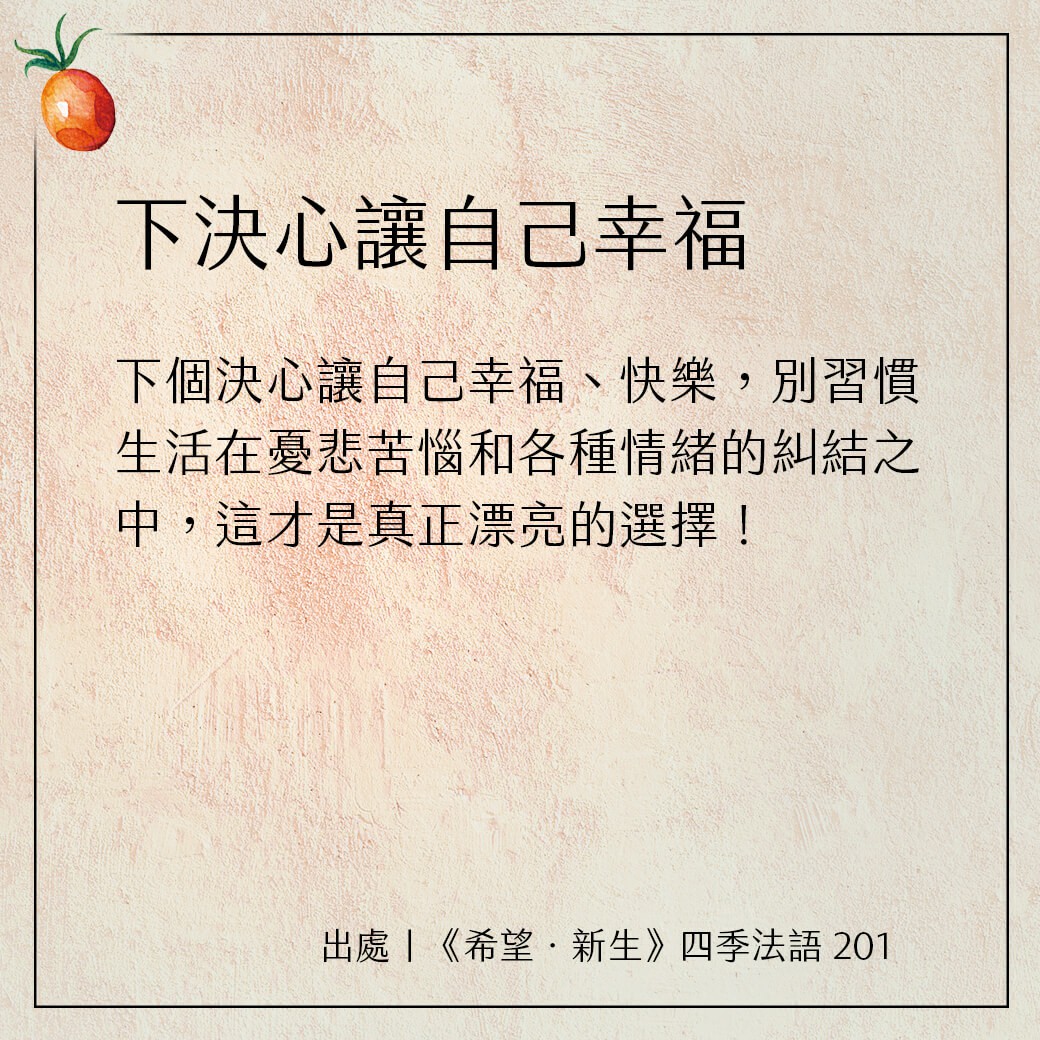 下決心讓自己幸福
下個決心讓自己幸福、快樂，別習慣
生活在憂悲苦惱和各種情緒的糾結之
中，這才是真正漂亮的選擇！
出處｜《希望．新生》四季法語 201